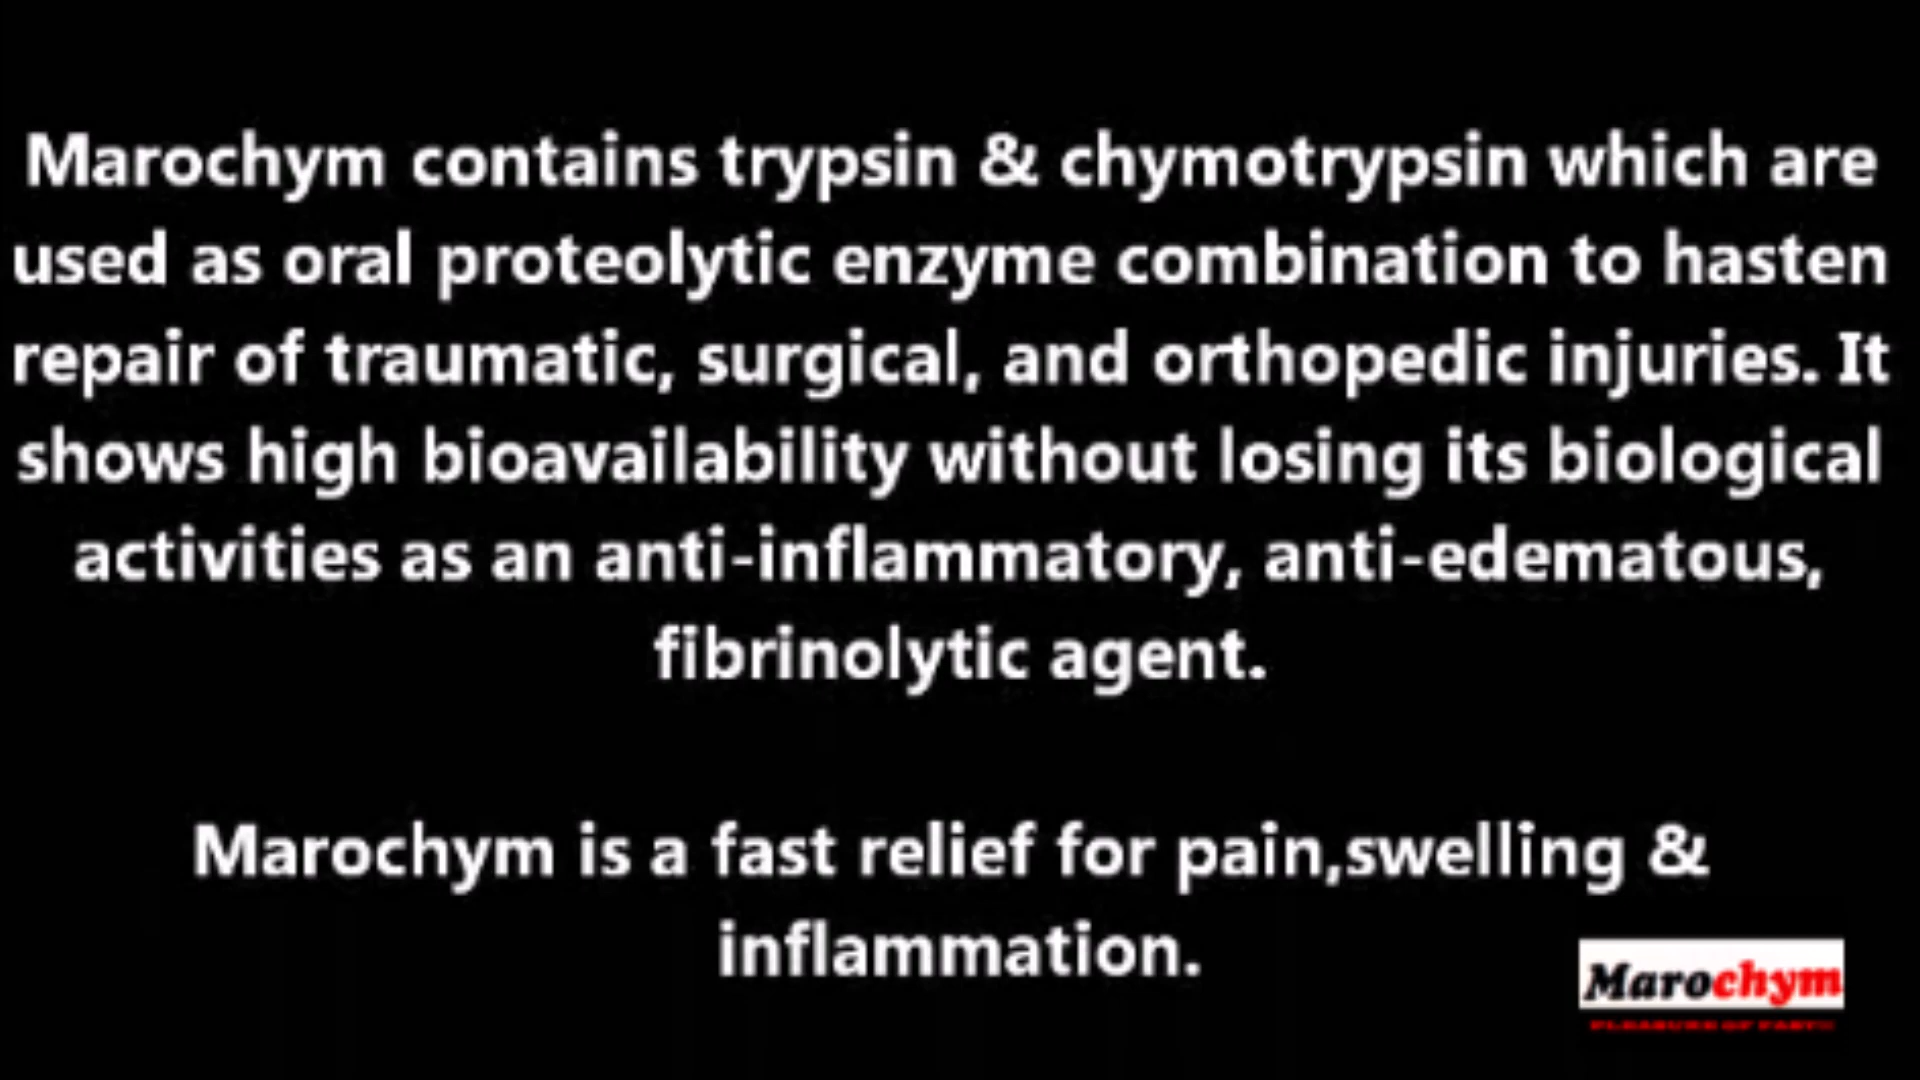 Marochym contains trypsin & chymotrypsin which are
used as oral proteolytic enzyme combination to hasten
repair of traumatic, surgical, and orthopedic injuries. It
shows high bioavailability without losing its biological
activities as an anti-inflammatory, anti-edematous,
fibrinolytic agent.
Marochym is a fast relief for pain,swelling &
inflammation.
Marochym
PLEASURE OF